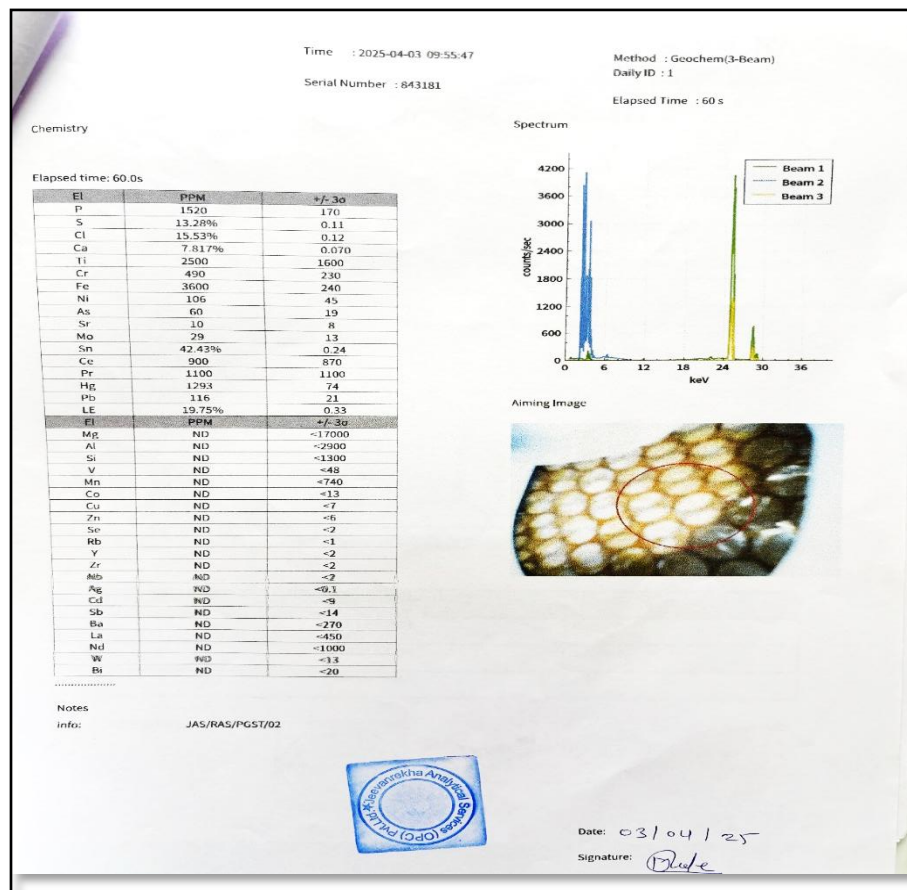 Time : 2025-04-03 09:55:47
Serial Number : 843181
Method : Geochem(3-Beam)
Daily ID : 1
Elapsed Time : 60 s
Chemistry
Elapsed time: 60.0s
El PPM +/- 3σ
P 1520 170
S 13.28% 0.11
Cl 15.53% 0.12
Ca 7.817% 0.070
Ti 2500 1600
Cr 490 230
Fe 3600 240
Ni 106 45
As 60 19
Sr 10 8
Mo 29 13
Sn 42.43% 0.24
Ce 900 870
Pr 1100 1100
Hg 1293 74
Pb 116 21
LE 19.75% 0.33
El PPM +/- 3σ
Mg ND <17000
Al ND <2900
Si ND <1300
V ND <48
Mn ND <740
Co ND <13
Cu ND <7
Zn ND <6
Se ND <2
Rb ND <1
Y ND <2
Zr ND <2
Nb ND <2
Ag ND <0.1
Cd ND <9
Sb ND <14
Ba ND <270
La ND <450
Nd ND <1000
W ND <13
Bi ND <20
Spectrum
4200
3600
3000
2400
1800
1200
600
0
counts/sec
0 6 12 18 24 30 36
keV
Beam 1
Beam 2
Beam 3
Aiming Image
Notes
info: JAS/RAS/PGST/02
Jeevanrekha Analytical Services (OPC) Pvt.Ltd.
Date: 03/04/25
Signature: